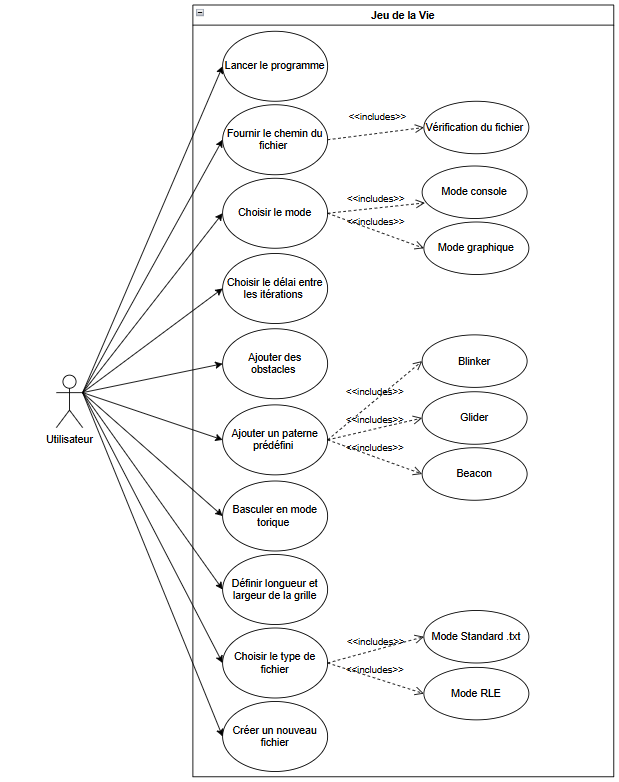 Jeu de la Vie
Lancer le programme
Fournir le chemin du
fichier
<<includes>>
Vérification du fichier
Choisir le mode
<<includes>>
Mode console
<<includes>>
Mode graphique
Choisir le délai entre
les itérations
Ajouter des
obstacles
Utilisateur
Ajouter un paterne
prédéfini
<<includes>>
Blinker
<<includes>>
Glider
<<includes>>
Beacon
Basculer en mode
torique
Définir longueur et
largeur de la grille
Choisir le type de
fichier
<<includes>>
Mode Standard .txt
<<includes>>
Mode RLE
Créer un nouveau
fichier